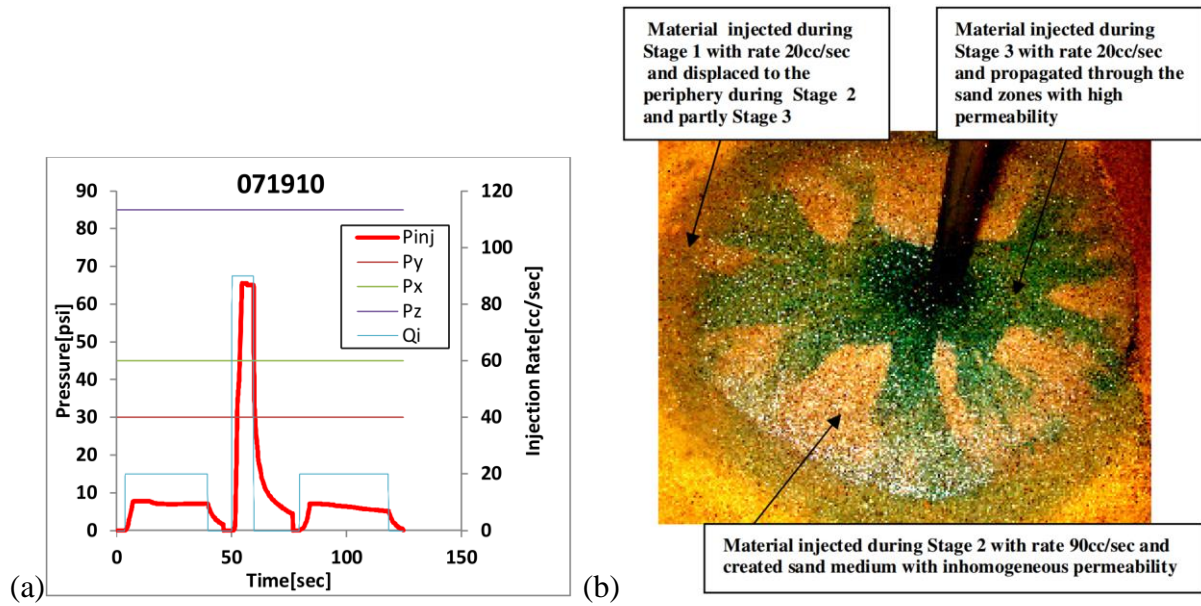 071910
Pressure[psi]
90
80
70
60
50
40
30
20
10
0
Pinj
Py
Px
Pz
Qi
120
100
80
60
40
20
0
Injection Rate[cc/sec]
0
50
100
150
Time[sec]
(a)
Material injected during
Stage 1 with rate 20cc/sec
and displaced to the
periphery during Stage 2
and partly Stage 3
Material injected during
Stage 3 with rate 20cc/sec
and propagated through the
sand zones with high
permeability
Material injected during Stage 2 with rate 90cc/sec and
created sand medium with inhomogeneous permeability
(b)